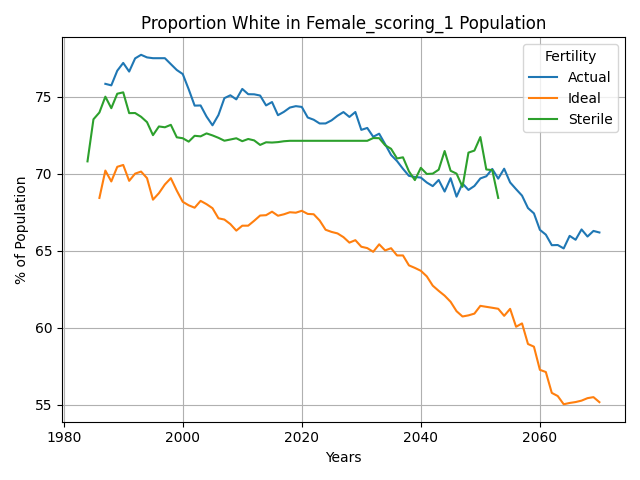 Proportion White in Female_scoring_1 Population
Fertility
Actual
Ideal
Sterile
% of Population
75
70
65
60
55
1980
2000
2020
2040
2060
Years